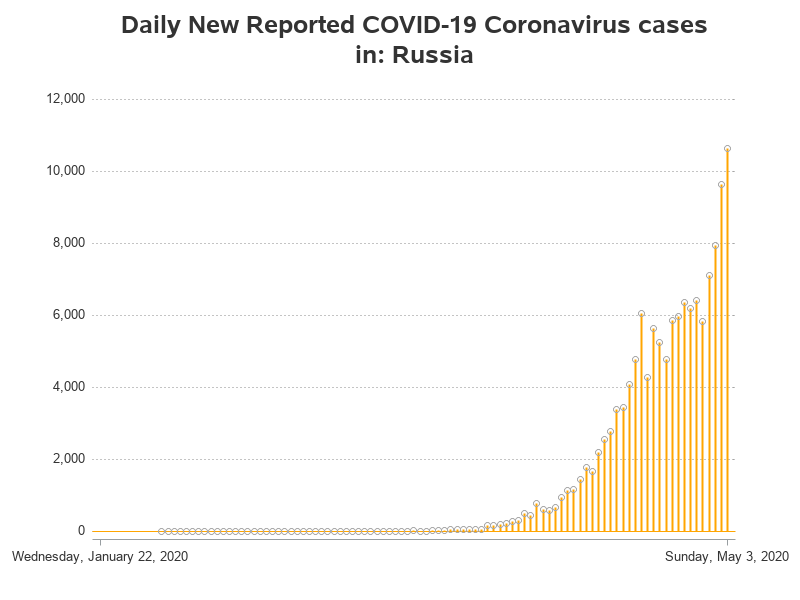 Daily New Reported COVID-19 Coronavirus cases
in: Russia
12,000
10,000
8,000
6,000
4,000
2,000
0
Wednesday, January 22, 2020
Sunday, May 3, 2020